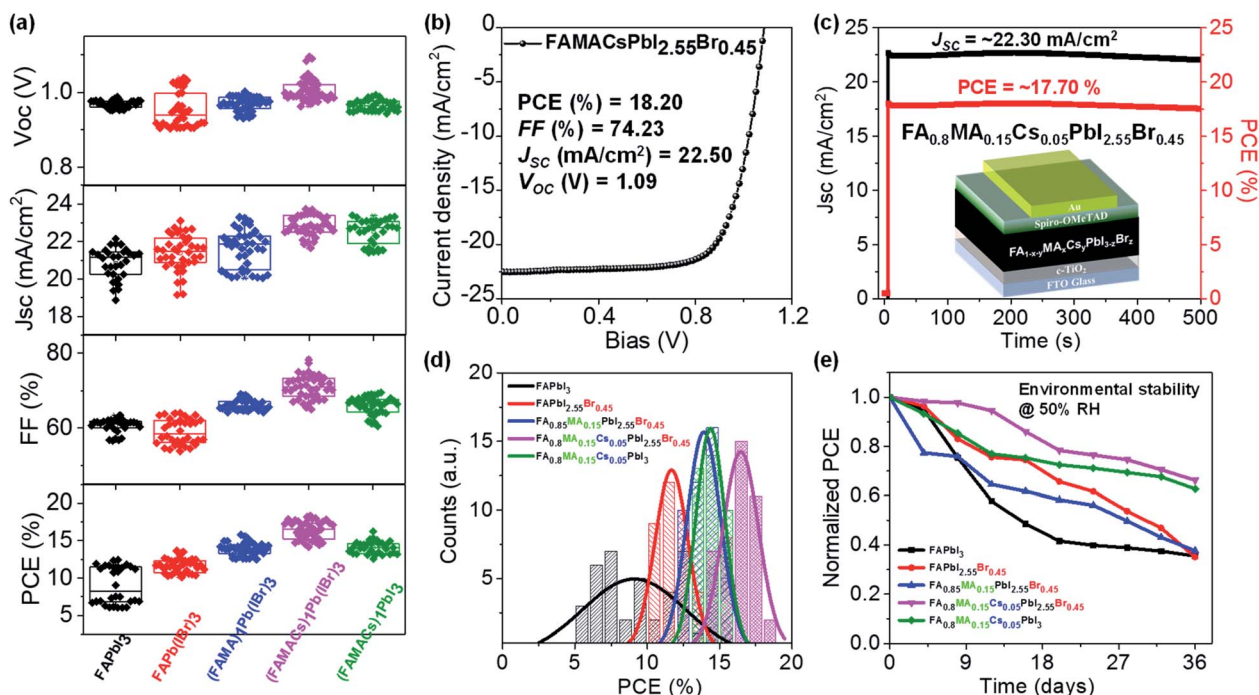 (a)
Voc (V)
1.0
0.8
Jsc (mA/cm²)
24
22
20
18
FF (%)
80
60
PCE (%)
20
15
10
5
FAPbI3
FAPb(IBr)3
(FAMA)1Pb(IBr)3
(FAMACs)1Pb(IBr)3
(FAMACs)1PbI3
(b)
Current density (mA/cm²)
0
-5
-10
-15
-20
-25
FAMACsPbI2.55Br0.45
PCE (%) = 18.20
FF (%) = 74.23
JSC (mA/cm²) = 22.50
VOC (V) = 1.09
0.0 0.4 0.8 1.2
Bias (V)
(c)
Jsc (mA/cm²)
25
20
15
10
5
0
JSC = ~22.30 mA/cm²
PCE = ~17.70 %
FA0.8MA0.15Cs0.05PbI2.55Br0.45
Au
Spiro-OMeTAD
FA1-x-yMAxCsyPbI3-zBrz
c-TiO2
FTO Glass
25
20
15
10
5
0
PCE (%)
0 100 200 300 400 500
Time (s)
(d)
Counts (a.u.)
20
15
10
5
FAPbI3
FAPbI2.55Br0.45
FA0.85MA0.15PbI2.55Br0.45
FA0.8MA0.15Cs0.05PbI2.55Br0.45
FA0.8MA0.15Cs0.05PbI3
0 5 10 15 20
PCE (%)
(e)
Normalized PCE
1.0
0.8
0.6
0.4
0.2
0.0
Environmental stability
@ 50% RH
FAPbI3
FAPbI2.55Br0.45
FA0.85MA0.15PbI2.55Br0.45
FA0.8MA0.15Cs0.05PbI2.55Br0.45
FA0.8MA0.15Cs0.05PbI3
0 9 18 27 36
Time (days)